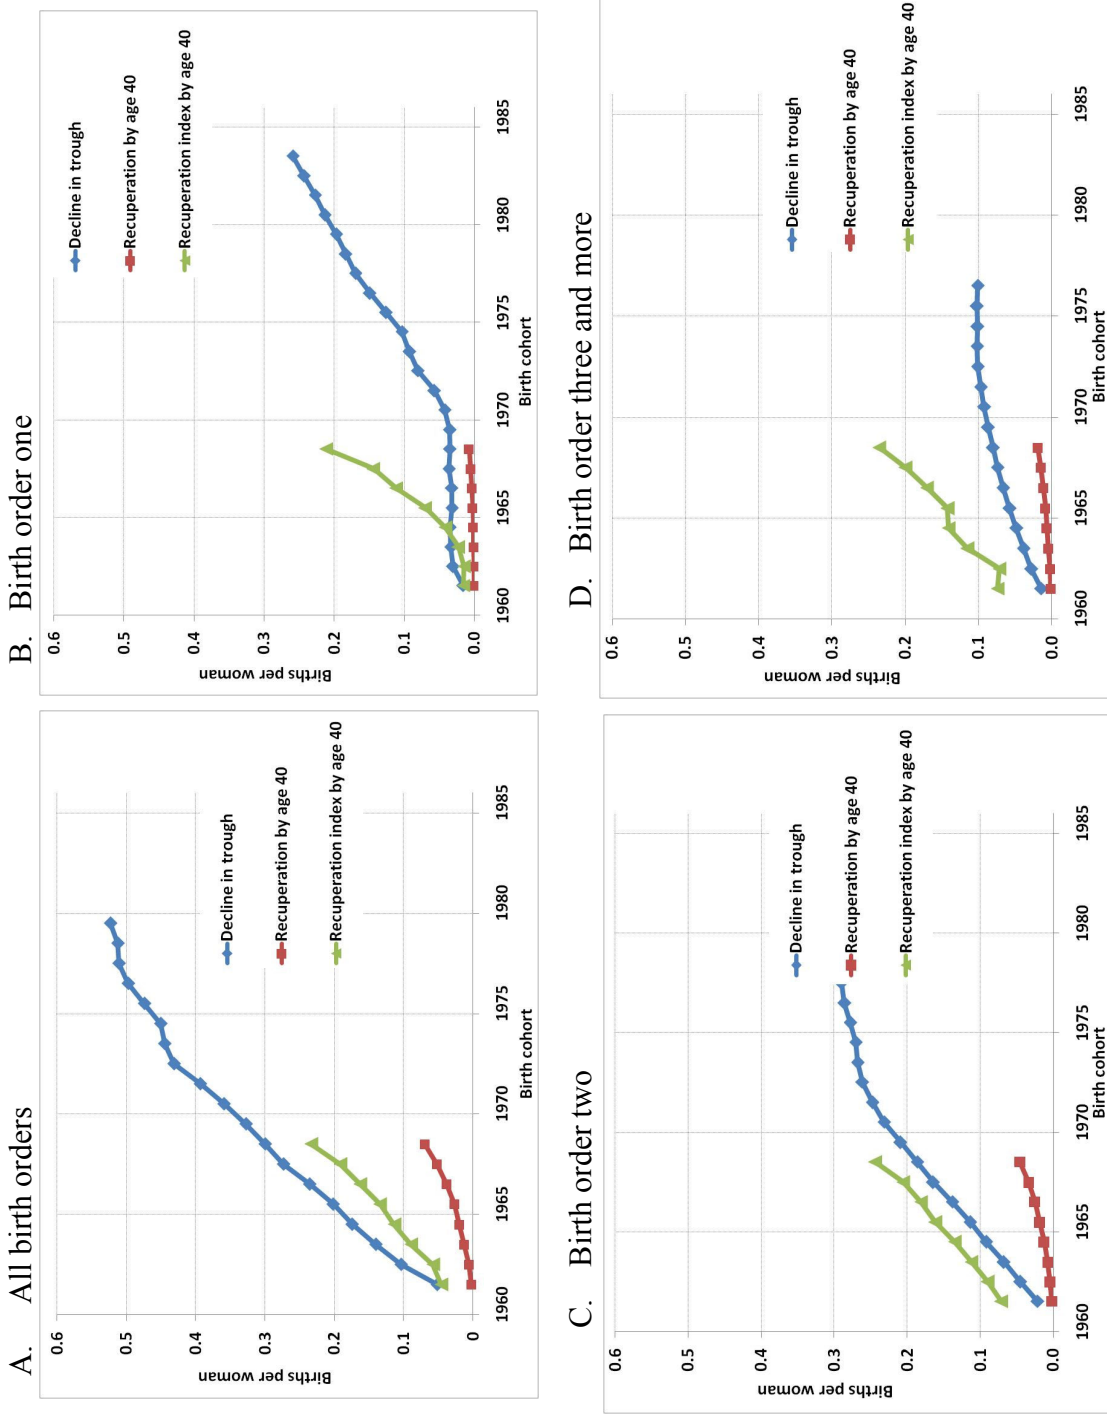 A. All birth orders
Births per woman
0.6
0.5
0.4
0.3
0.2
0.1
0
1960
1965
1970
1975
1980
1985
Birth cohort
Decline in trough
Recuperation by age 40
Recuperation index by age 40
B. Birth order one
Births per woman
0.6
0.5
0.4
0.3
0.2
0.1
0.0
1960
1965
1970
1975
1980
1985
Birth cohort
Decline in trough
Recuperation by age 40
Recuperation index by age 40
C. Birth order two
Births per woman
0.6
0.5
0.4
0.3
0.2
0.1
0.0
1960
1965
1970
1975
1980
1985
Birth cohort
Decline in trough
Recuperation by age 40
Recuperation index by age 40
D. Birth order three and more
Births per woman
0.6
0.5
0.4
0.3
0.2
0.1
0.0
1960
1965
1970
1975
1980
1985
Birth cohort
Decline in trough
Recuperation by age 40
Recuperation index by age 40